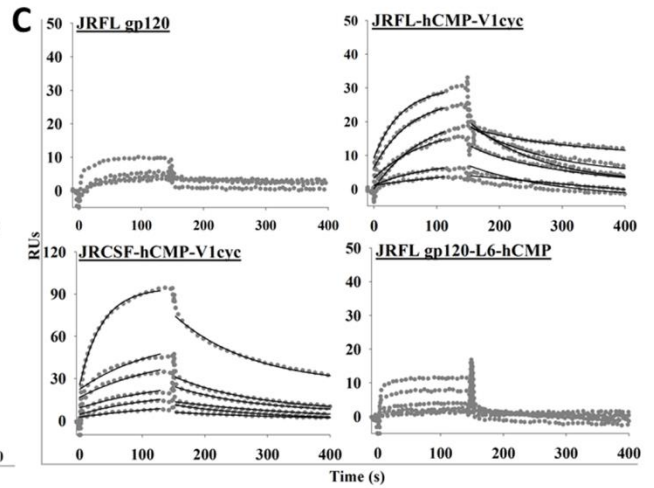 C
JRFL gp120
50
40
30
20
10
0
0 100 200 300 400
JRFL-hCMP-V1cyc
50
40
30
20
10
0
0 100 200 300 400
RUs
JRCSF-hCMP-V1cyc
120
90
60
30
0
0 100 200 300 400
JRFL gp120-L6-hCMP
50
40
30
20
10
0
0 100 200 300 400
Time (s)
0